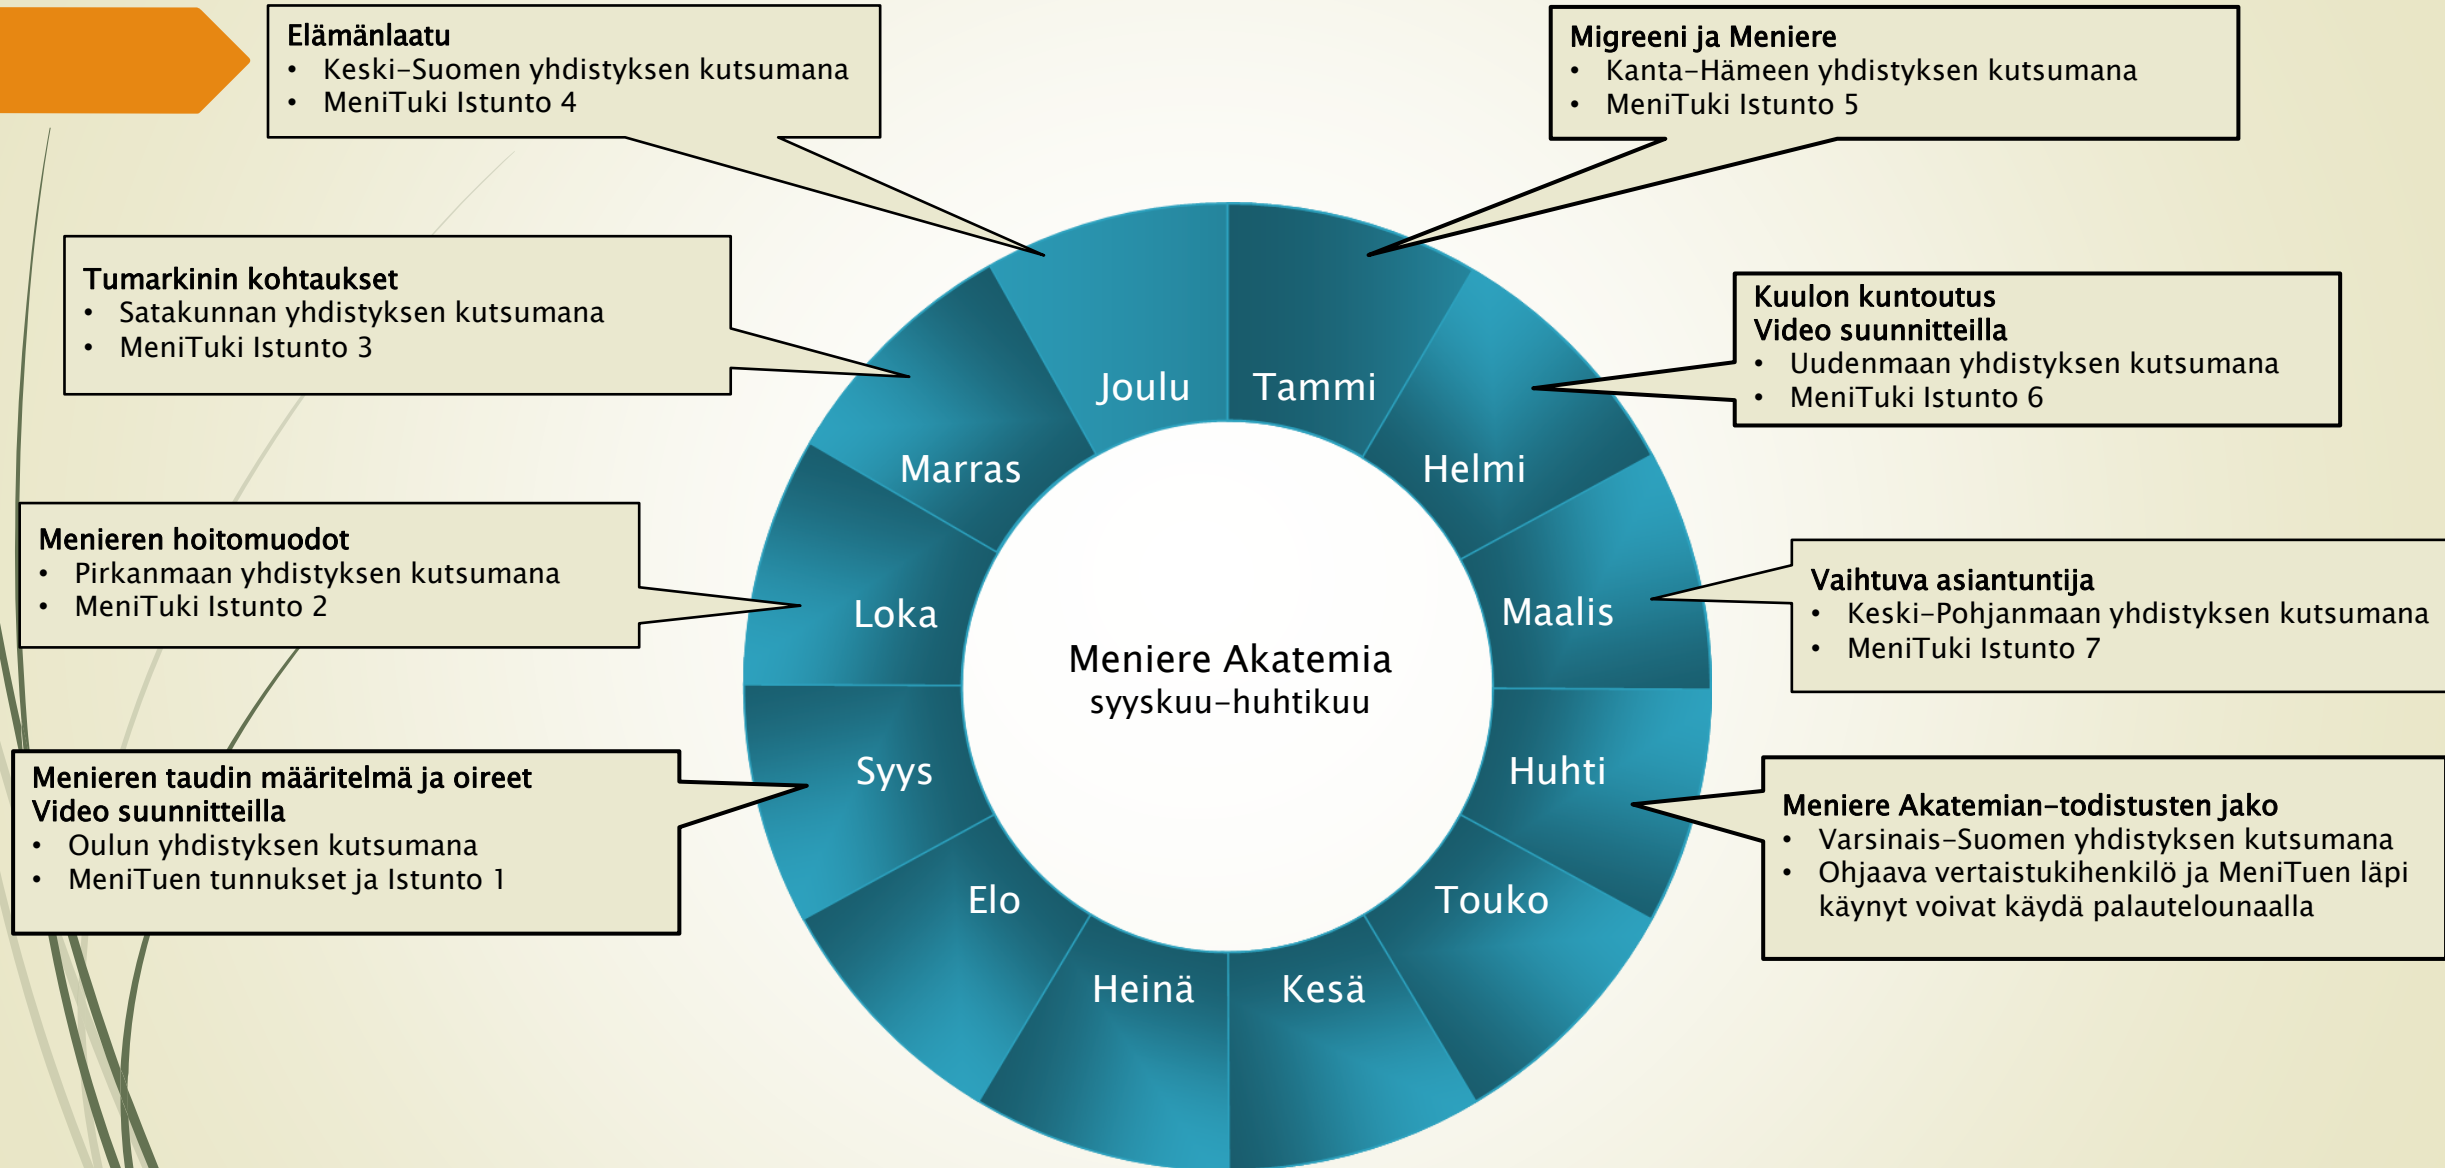 Elämänlaatu
• Keski-Suomen yhdistyksen kutsumana
• MeniTuki Istunto 4
Migreeni ja Meniere
• Kanta-Hämeen yhdistyksen kutsumana
• MeniTuki Istunto 5
Tumarkinin kohtaukset
• Satakunnan yhdistyksen kutsumana
• MeniTuki Istunto 3
Kuulon kuntoutus
Video suunnitteilla
• Uudenmaan yhdistyksen kutsumana
• MeniTuki Istunto 6
Menieren hoitomuodot
• Pirkanmaan yhdistyksen kutsumana
• MeniTuki Istunto 2
Vaihtuva asiantuntija
• Keski-Pohjanmaan yhdistyksen kutsumana
• MeniTuki Istunto 7
Menieren taudin määritelmä ja oireet
Video suunnitteilla
• Oulun yhdistyksen kutsumana
• MeniTuen tunnukset ja Istunto 1
Meniere Akatemian-todistusten jako
• Varsinais-Suomen yhdistyksen kutsumana
• Ohjaava vertaistukihenkilö ja MeniTuen läpi
käynyt voivat käydä palautelounaalla
Joulu
Tammi
Marras
Helmi
Loka
Maalis
Meniere Akatemia
syyskuu-huhtikuu
Syys
Huhti
Elo
Touko
Heinä
Kesä